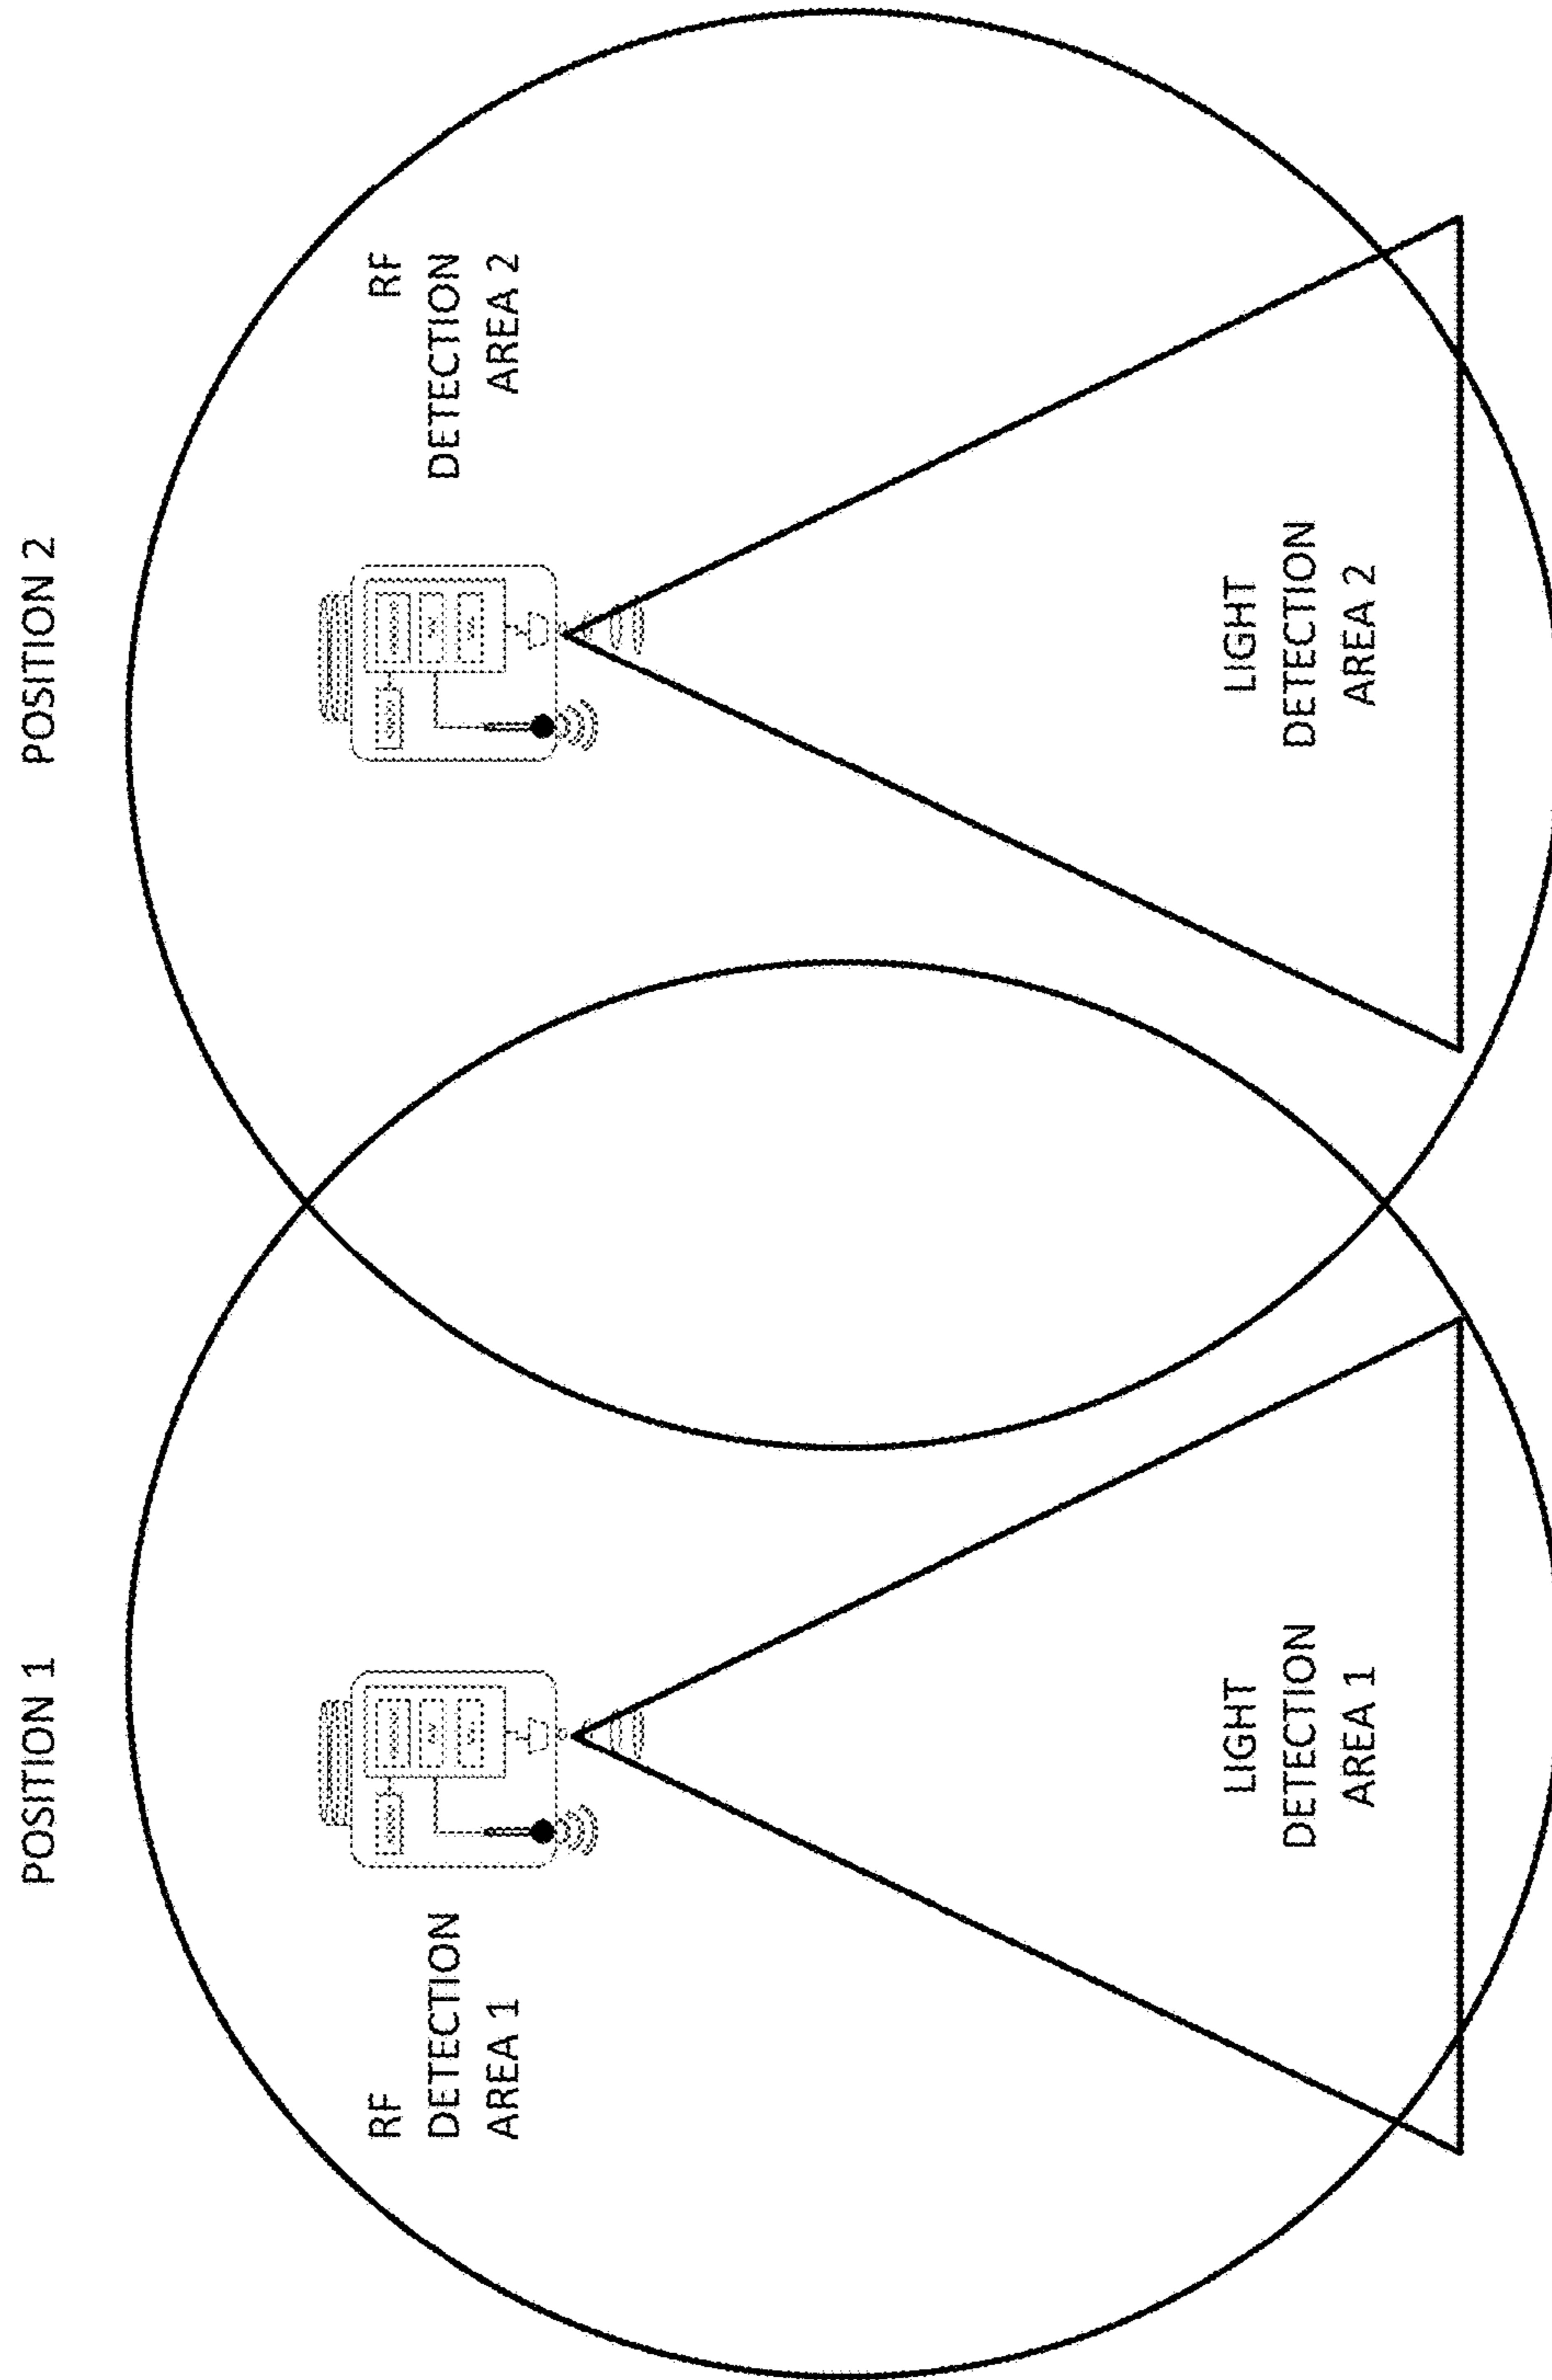 POSITION 1
POSITION 2
RF
DETECTION
AREA 1
RF
DETECTION
AREA 2
LIGHT
DETECTION
AREA 1
LIGHT
DETECTION
AREA 2